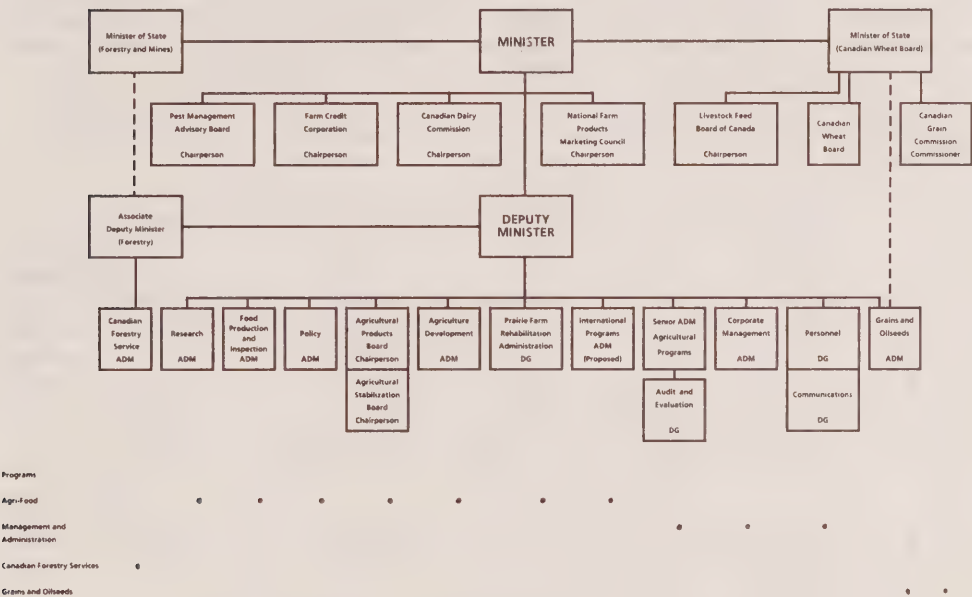 Minister of State
(Forestry and Mines)
MINISTER
Minister of State
(Canadian Wheat Board)
Pest Management
Advisory Board
Chairperson
Farm Credit
Corporation
Chairperson
Canadian Dairy
Commission
Chairperson
National Farm
Products
Marketing Council
Chairperson
Livestock Feed
Board of Canada
Chairperson
Canadian
Wheat
Board
Canadian
Grain
Commission
Commissioner
Associate
Deputy Minister
(Forestry)
DEPUTY
MINISTER
Canadian
Forestry
Service
ADM
Research
ADM
Food
Production
and
Inspection
ADM
Policy
ADM
Agricultural
Products
Board
Chairperson
Agricultural
Stabilization
Board
Chairperson
Agriculture
Development
ADM
Prairie Farm
Rehabilitation
Administration
DG
International
Programs
ADM
(Proposed)
Senior ADM
Agricultural
Programs
Audit and
Evaluation
DG
Corporate
Management
ADM
Personnel
DG
Communications
DG
Grains and
Oilseeds
ADM
Programs
Agri-Food
Management and
Administration
Canadian Forestry Services
Grains and Oilseeds